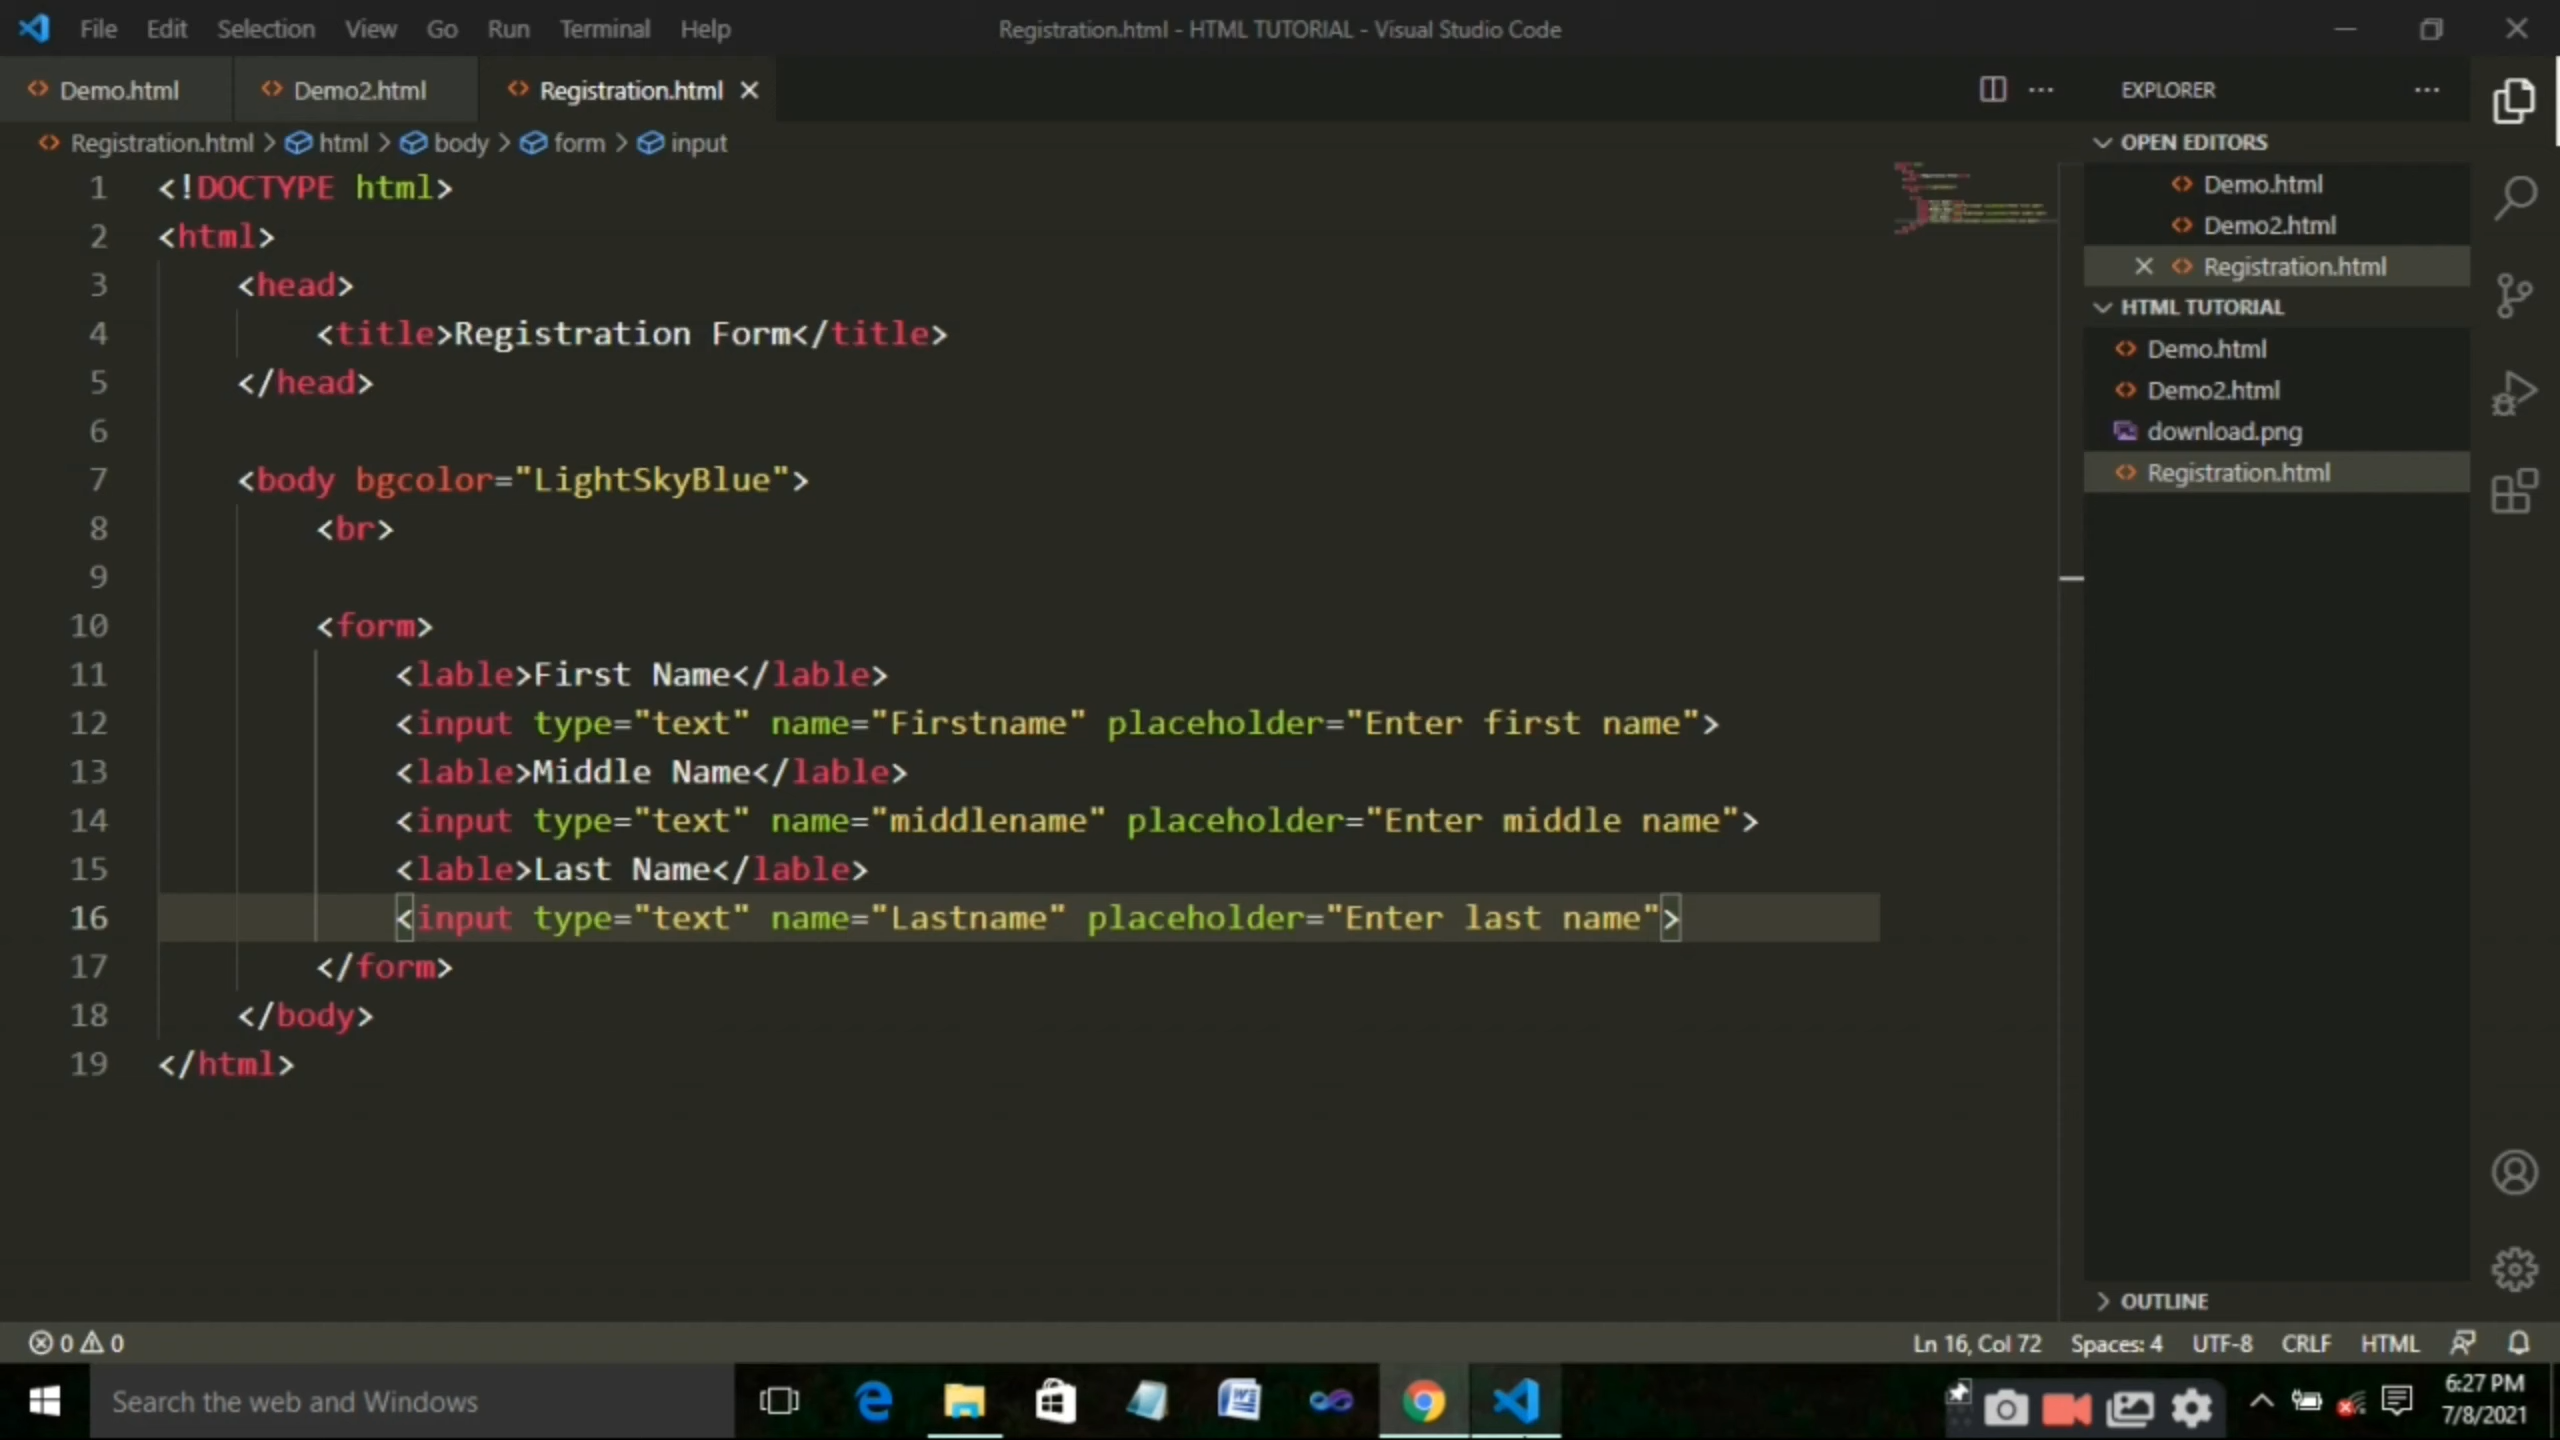 File Edit Selection View Go Run Terminal Help
Registration.html - HTML TUTORIAL - Visual Studio Code
Demo.html
Demo2.html
Registration.html
Registration.html > html > body > form > input
1 <!DOCTYPE html>
2 <html>
3 <head>
4 <title>Registration Form</title>
5 </head>
6
7 <body bgcolor="LightSkyBlue">
8 <br>
9
10 <form>
11 <lable>First Name</lable>
12 <input type="text" name="Firstname" placeholder="Enter first name">
13 <lable>Middle Name</lable>
14 <input type="text" name="middlename" placeholder="Enter middle name">
15 <lable>Last Name</lable>
16 <input type="text" name="Lastname" placeholder="Enter last name">
17 </form>
18 </body>
19 </html>
EXPLORER
OPEN EDITORS
Demo.html
Demo2.html
Registration.html
HTML TUTORIAL
Demo.html
Demo2.html
download.png
Registration.html
OUTLINE
0 0
Ln 16, Col 72 Spaces: 4 UTF-8 CRLF HTML
Search the web and Windows
6:27 PM
7/8/2021